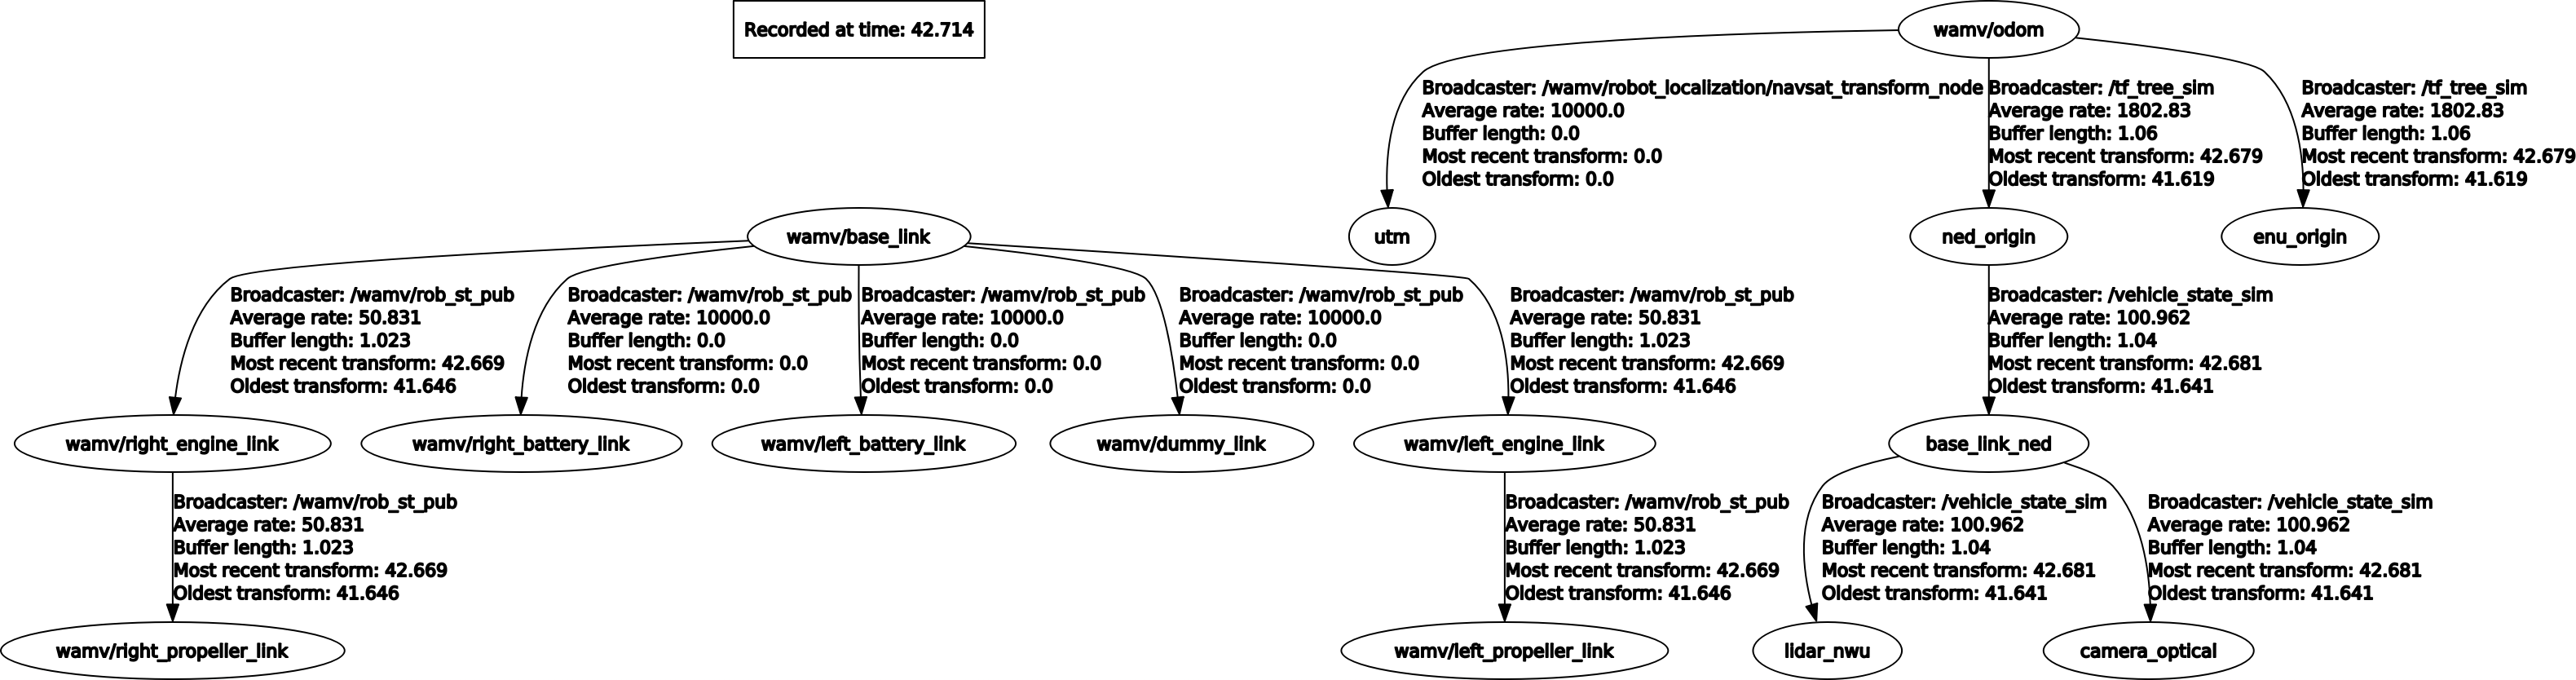 Recorded at time: 42.714
wamv/odom
Broadcaster: /wamv/robot_localization/navsat_transform_node
Average rate: 10000.0
Buffer length: 0.0
Most recent transform: 0.0
Oldest transform: 0.0
Broadcaster: /tf_tree_sim
Average rate: 1802.83
Buffer length: 1.06
Most recent transform: 42.679
Oldest transform: 41.619
Broadcaster: /tf_tree_sim
Average rate: 1802.83
Buffer length: 1.06
Most recent transform: 42.679
Oldest transform: 41.619
wamv/base_link
utm
ned_origin
enu_origin
Broadcaster: /wamv/rob_st_pub
Average rate: 50.831
Buffer length: 1.023
Most recent transform: 42.669
Oldest transform: 41.646
Broadcaster: /wamv/rob_st_pub
Average rate: 10000.0
Buffer length: 0.0
Most recent transform: 0.0
Oldest transform: 0.0
Broadcaster: /wamv/rob_st_pub
Average rate: 10000.0
Buffer length: 0.0
Most recent transform: 0.0
Oldest transform: 0.0
Broadcaster: /wamv/rob_st_pub
Average rate: 10000.0
Buffer length: 0.0
Most recent transform: 0.0
Oldest transform: 0.0
Broadcaster: /wamv/rob_st_pub
Average rate: 50.831
Buffer length: 1.023
Most recent transform: 42.669
Oldest transform: 41.646
Broadcaster: /vehicle_state_sim
Average rate: 100.962
Buffer length: 1.04
Most recent transform: 42.681
Oldest transform: 41.641
wamv/right_engine_link
wamv/right_battery_link
wamv/left_battery_link
wamv/dummy_link
wamv/left_engine_link
base_link_ned
Broadcaster: /wamv/rob_st_pub
Average rate: 50.831
Buffer length: 1.023
Most recent transform: 42.669
Oldest transform: 41.646
Broadcaster: /wamv/rob_st_pub
Average rate: 50.831
Buffer length: 1.023
Most recent transform: 42.669
Oldest transform: 41.646
Broadcaster: /vehicle_state_sim
Average rate: 100.962
Buffer length: 1.04
Most recent transform: 42.681
Oldest transform: 41.641
Broadcaster: /vehicle_state_sim
Average rate: 100.962
Buffer length: 1.04
Most recent transform: 42.681
Oldest transform: 41.641
wamv/right_propeller_link
wamv/left_propeller_link
lidar_nwu
camera_optical